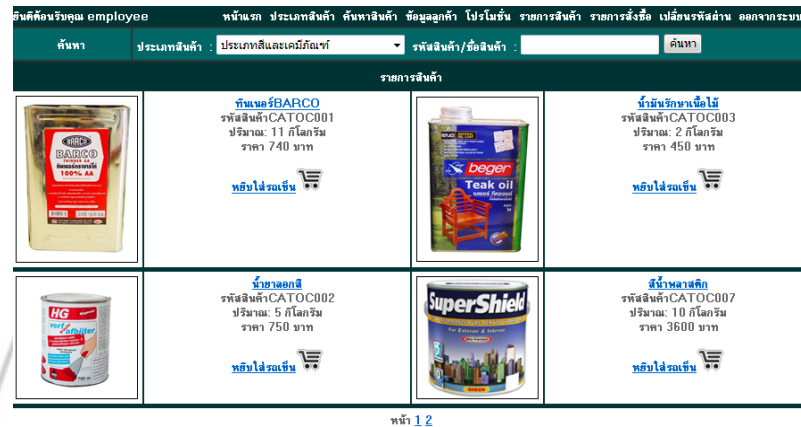 ยินดีต้อนรับคุณ employee หน้าแรก ประเภทสินค้า ค้นหาสินค้า ข้อมูลลูกค้า โปรโมชั่น รายการสินค้า รายการสั่งซื้อ เปลี่ยนรหัสผ่าน ออกจากระบบ
ค้นหา ประเภทสินค้า : ประเภทสีและเคมีภัณฑ์ รหัสสินค้า/ชื่อสินค้า : ค้นหา
รายการสินค้า
BARCO
BARCO
THINNER AA
100% AA
ทินเนอร์BARCO
รหัสสินค้าCATOC001
ปริมาณ: 11 กิโลกรัม
ราคา 740 บาท
หยิบใส่รถเข็น
beger
Teak oil
น้ำมันรักษาเนื้อไม้
รหัสสินค้าCATOC003
ปริมาณ: 2 กิโลกรัม
ราคา 450 บาท
หยิบใส่รถเข็น
HG
verf
afbijter
น้ำยาลอกสี
รหัสสินค้าCATOC002
ปริมาณ: 5 กิโลกรัม
ราคา 750 บาท
หยิบใส่รถเข็น
SuperShield
For Exterior & Interior
SHEEN
สีน้ำพลาสติก
รหัสสินค้าCATOC007
ปริมาณ: 10 กิโลกรัม
ราคา 3600 บาท
หยิบใส่รถเข็น
หน้า 1 2